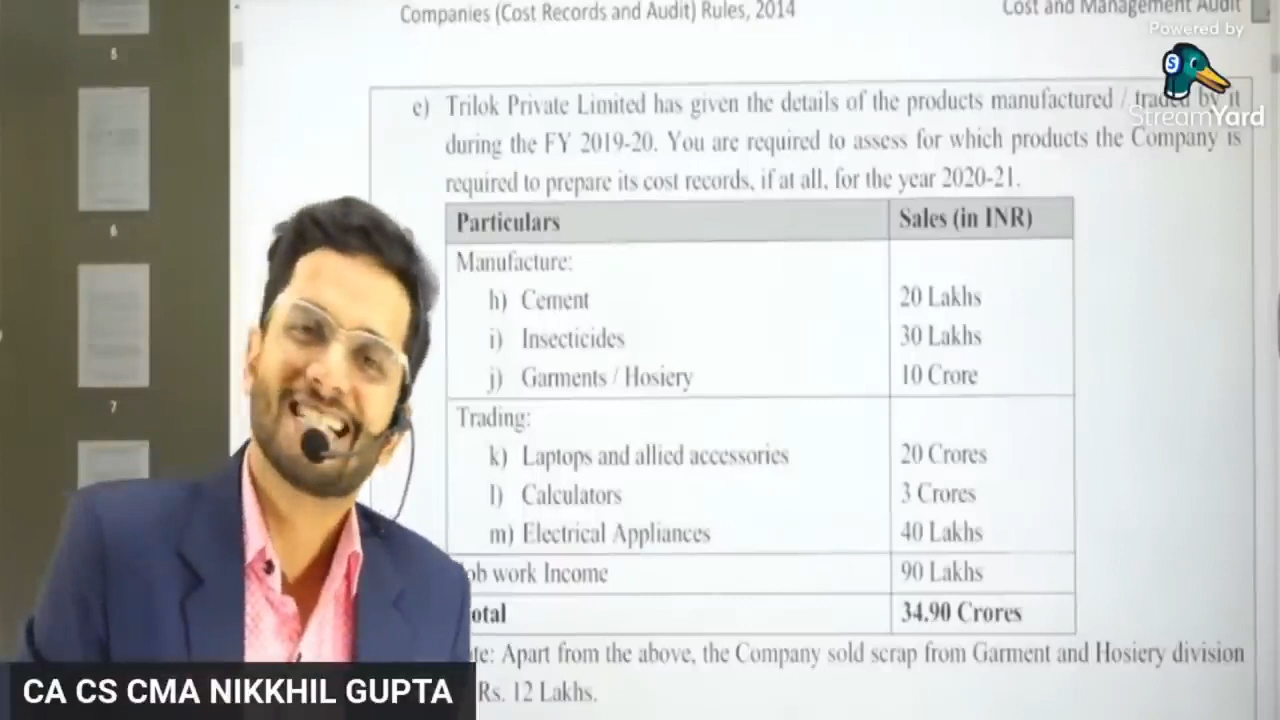 Companies (Cost Records and Audit) Rules, 2014
Cost and Management Audit
Powered by
StreamYard
5
e) Trilok Private Limited has given the details of the products manufactured / traded by it
during the FY 2019-20. You are required to assess for which products the Company is
required to prepare its cost records, if at all, for the year 2020-21.
Particulars Sales (in INR)
Manufacture:
6
h) Cement 20 Lakhs
i) Insecticides 30 Lakhs
j) Garments / Hosiery 10 Crore
7
Trading:
k) Laptops and allied accessories 20 Crores
l) Calculators 3 Crores
m) Electrical Appliances 40 Lakhs
ob work Income 90 Lakhs
otal 34.90 Crores
te: Apart from the above, the Company sold scrap from Garment and Hosiery division
Rs. 12 Lakhs.
CA CS CMA NIKKHIL GUPTA